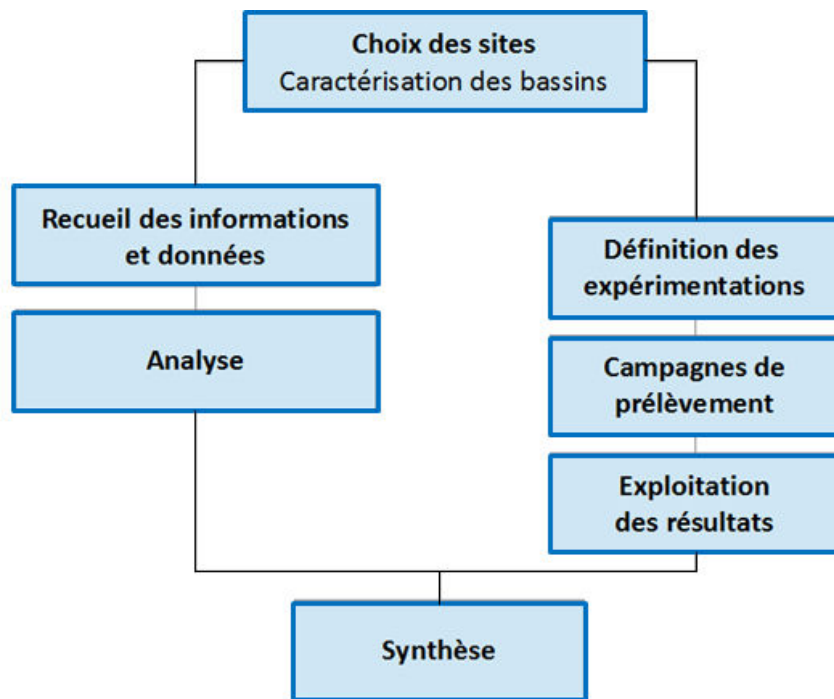 Choix des sites
Caractérisation des bassins
Recueil des informations
et données
Analyse
Définition des
expérimentations
Campagnes de
prélèvement
Exploitation
des résultats
Synthèse